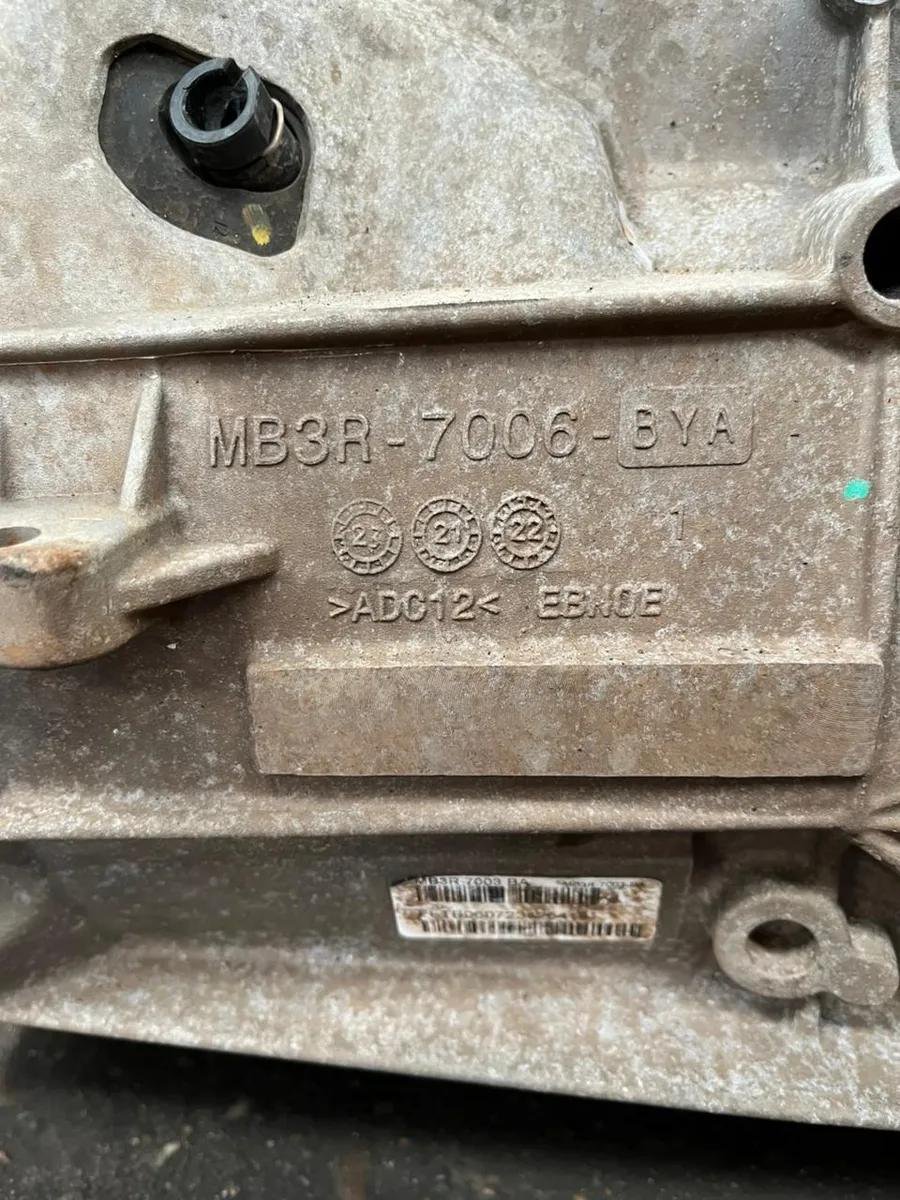 MB3R-7006-BYA
23 21 22 1
>ADC12< EBNOE
MB3R 7003 BA